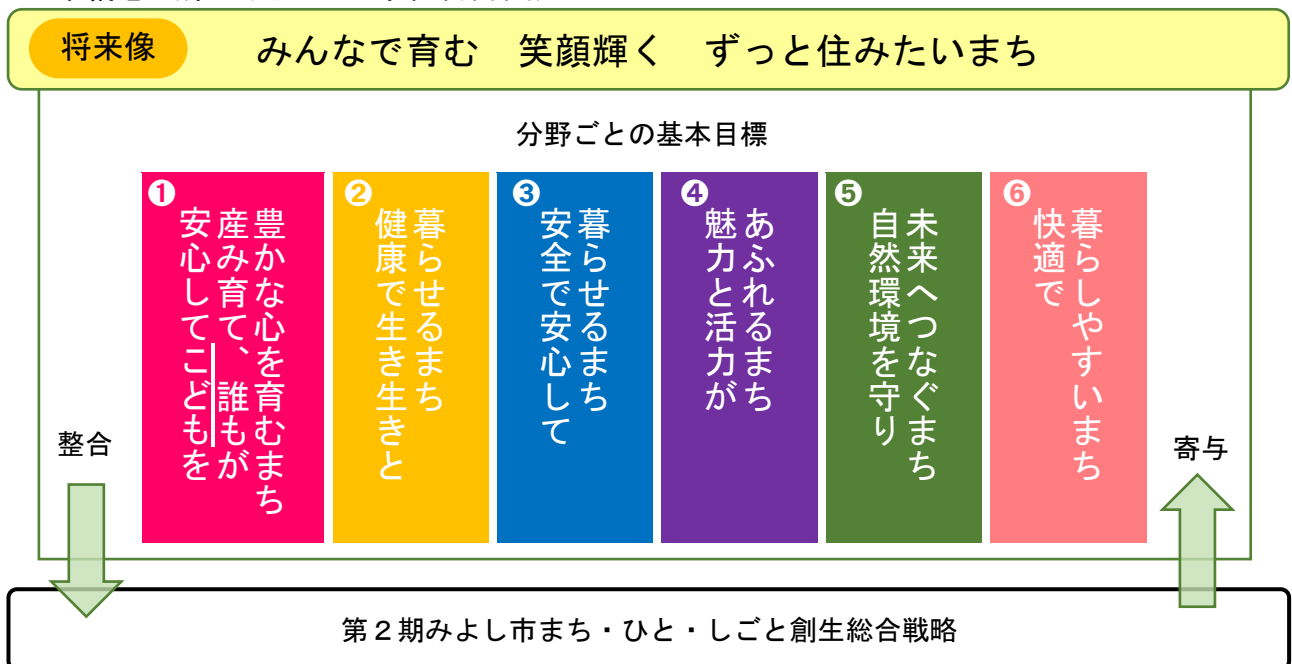 将来像
みんなで育む　笑顔輝く　ずっと住みたいまち
分野ごとの基本目標
❶
安心してこどもを
産み育て、誰もが
豊かな心を育むまち
❷
健康で生き生きと
暮らせるまち
❸
安全で安心して
暮らせるまち
❹
魅力と活力が
あふれるまち
❺
自然環境を守り
未来へつなぐまち
❻
快適で
暮らしやすいまち
整合
寄与
第２期みよし市まち・ひと・しごと創生総合戦略